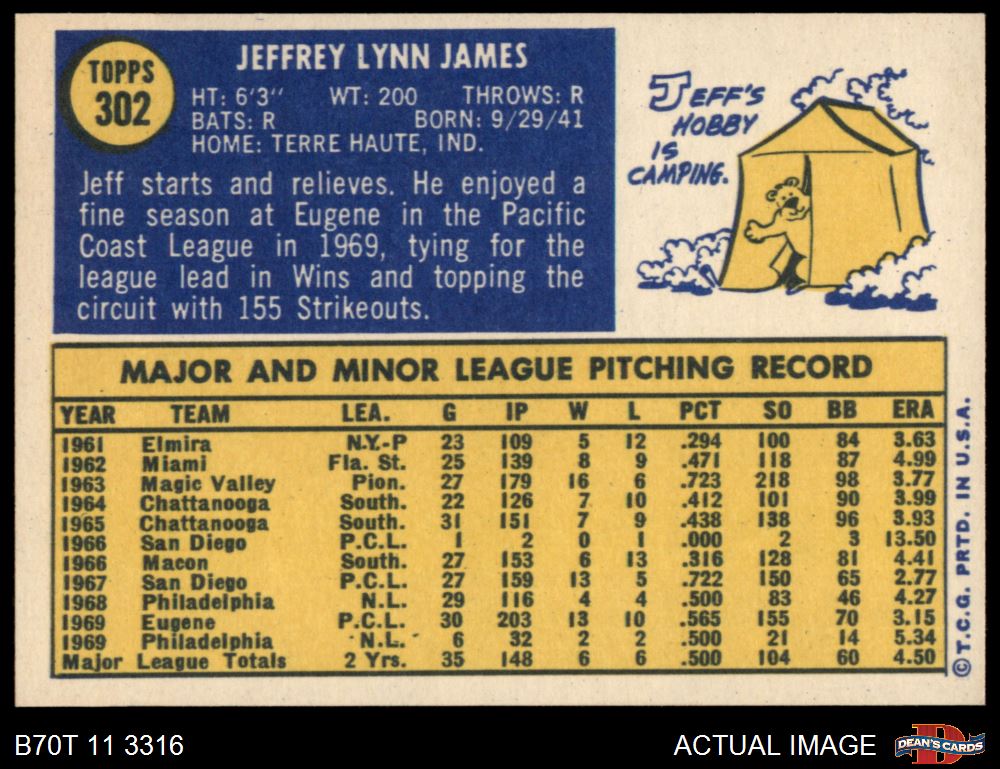 TOPPS
302
JEFFREY LYNN JAMES
HT: 6'3" WT: 200 THROWS: R
BATS: R BORN: 9/29/41
HOME: TERRE HAUTE, IND.
Jeff starts and relieves. He enjoyed a
fine season at Eugene in the Pacific
Coast League in 1969, tying for the
league lead in Wins and topping the
circuit with 155 Strikeouts.
JEFF'S
HOBBY
IS
CAMPING.
MAJOR AND MINOR LEAGUE PITCHING RECORD
YEAR TEAM LEA. G IP W L PCT SO BB ERA
1961 Elmira N.Y.-P 23 109 5 12 .294 100 84 3.63
1962 Miami Fla. St. 25 139 8 9 .471 118 87 4.99
1963 Magic Valley Pion. 27 179 16 6 .723 218 98 3.77
1964 Chattanooga South. 22 126 7 10 .412 101 90 3.99
1965 Chattanooga South. 31 151 7 9 .438 138 96 3.93
1966 San Diego P.C.L. 1 2 0 1 .000 2 3 13.50
1966 Macon South. 27 153 6 13 .316 128 81 4.41
1967 San Diego P.C.L. 27 159 13 5 .722 150 65 2.77
1968 Philadelphia N.L. 29 116 4 4 .500 83 46 4.27
1969 Eugene P.C.L. 30 203 13 10 .565 155 70 3.15
1969 Philadelphia N.L. 6 32 2 2 .500 21 14 5.34
Major League Totals 2 Yrs. 35 148 6 6 .500 104 60 4.50
© T.C.G. PRTD. IN U.S.A.
B70T 11 3316
ACTUAL IMAGE
DEAN'S CARDS